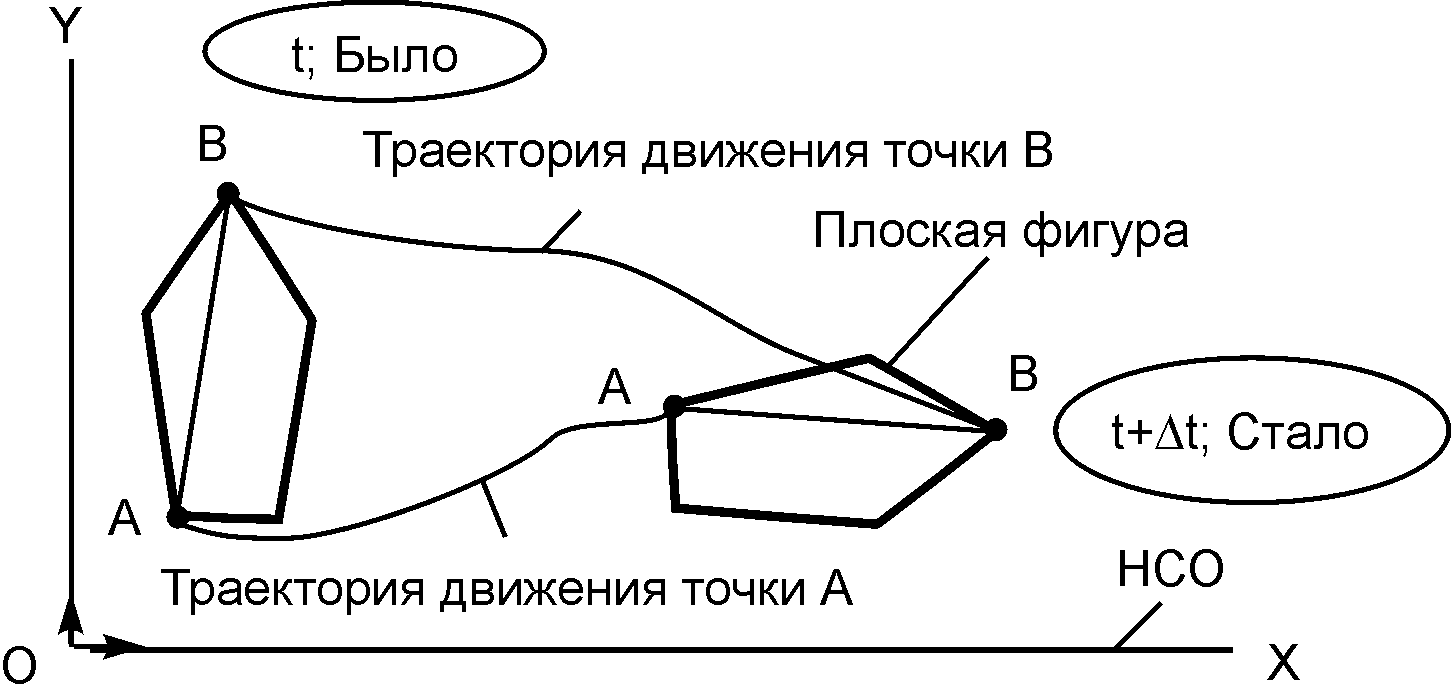 Y
t; Было
B
Траектория движения точки B
Плоская фигура
A
B
t+Δt; Стало
A
Траектория движения точки A
НСО
O
X